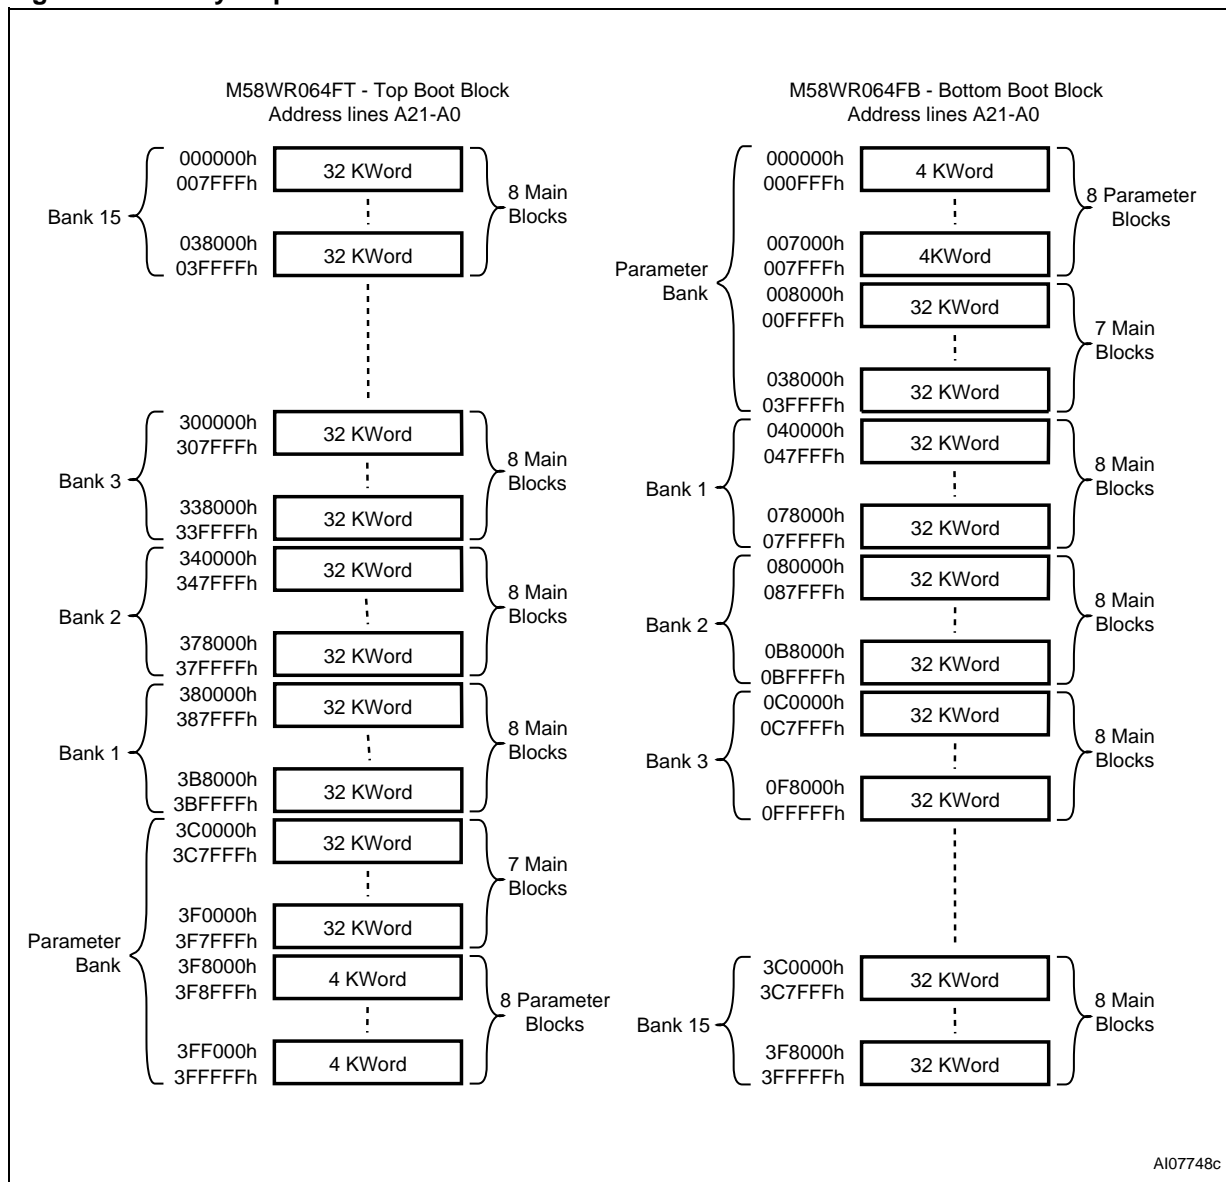 M58WR064FT - Top Boot Block
Address lines A21-A0
000000h
007FFFh
32 KWord
Bank 15
8 Main
Blocks
038000h
03FFFFh
32 KWord
300000h
307FFFh
32 KWord
Bank 3
8 Main
Blocks
338000h
33FFFFh
32 KWord
340000h
347FFFh
32 KWord
Bank 2
8 Main
Blocks
378000h
37FFFFh
32 KWord
380000h
387FFFh
32 KWord
Bank 1
8 Main
Blocks
3B8000h
3BFFFFh
32 KWord
3C0000h
3C7FFFh
32 KWord
7 Main
Blocks
3F0000h
3F7FFFh
32 KWord
Parameter
Bank
3F8000h
3F8FFFh
4 KWord
8 Parameter
Blocks
3FF000h
3FFFFFh
4 KWord
M58WR064FB - Bottom Boot Block
Address lines A21-A0
000000h
000FFFh
4 KWord
8 Parameter
Blocks
007000h
007FFFh
4KWord
Parameter
Bank
008000h
00FFFFh
32 KWord
7 Main
Blocks
038000h
03FFFFh
32 KWord
040000h
047FFFh
32 KWord
Bank 1
8 Main
Blocks
078000h
07FFFFh
32 KWord
080000h
087FFFh
32 KWord
Bank 2
8 Main
Blocks
0B8000h
0BFFFFh
32 KWord
0C0000h
0C7FFFh
32 KWord
Bank 3
8 Main
Blocks
0F8000h
0FFFFFh
32 KWord
3C0000h
3C7FFFh
32 KWord
Bank 15
8 Main
Blocks
3F8000h
3FFFFFh
32 KWord
AI07748c